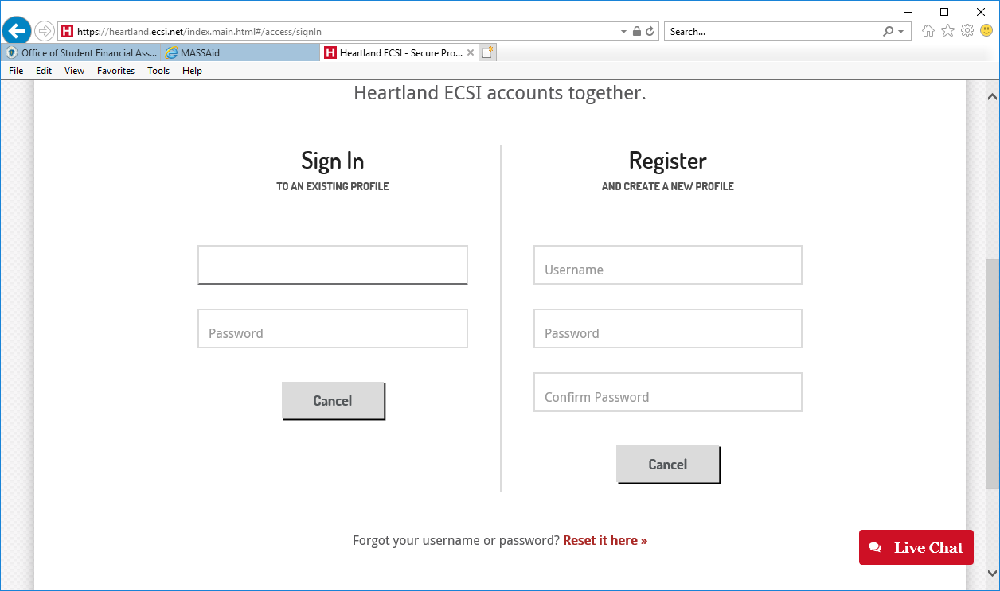 https://heartland.ecsi.net/index.main.html#/access/signIn
Search...
Office of Student Financial Ass...
MASSAid
H Heartland ECSI - Secure Pro...
File Edit View Favorites Tools Help
Heartland ECSI accounts together.
Sign In
TO AN EXISTING PROFILE
Password
Cancel
Register
AND CREATE A NEW PROFILE
Username
Password
Confirm Password
Cancel
Forgot your username or password? Reset it here »
Live Chat